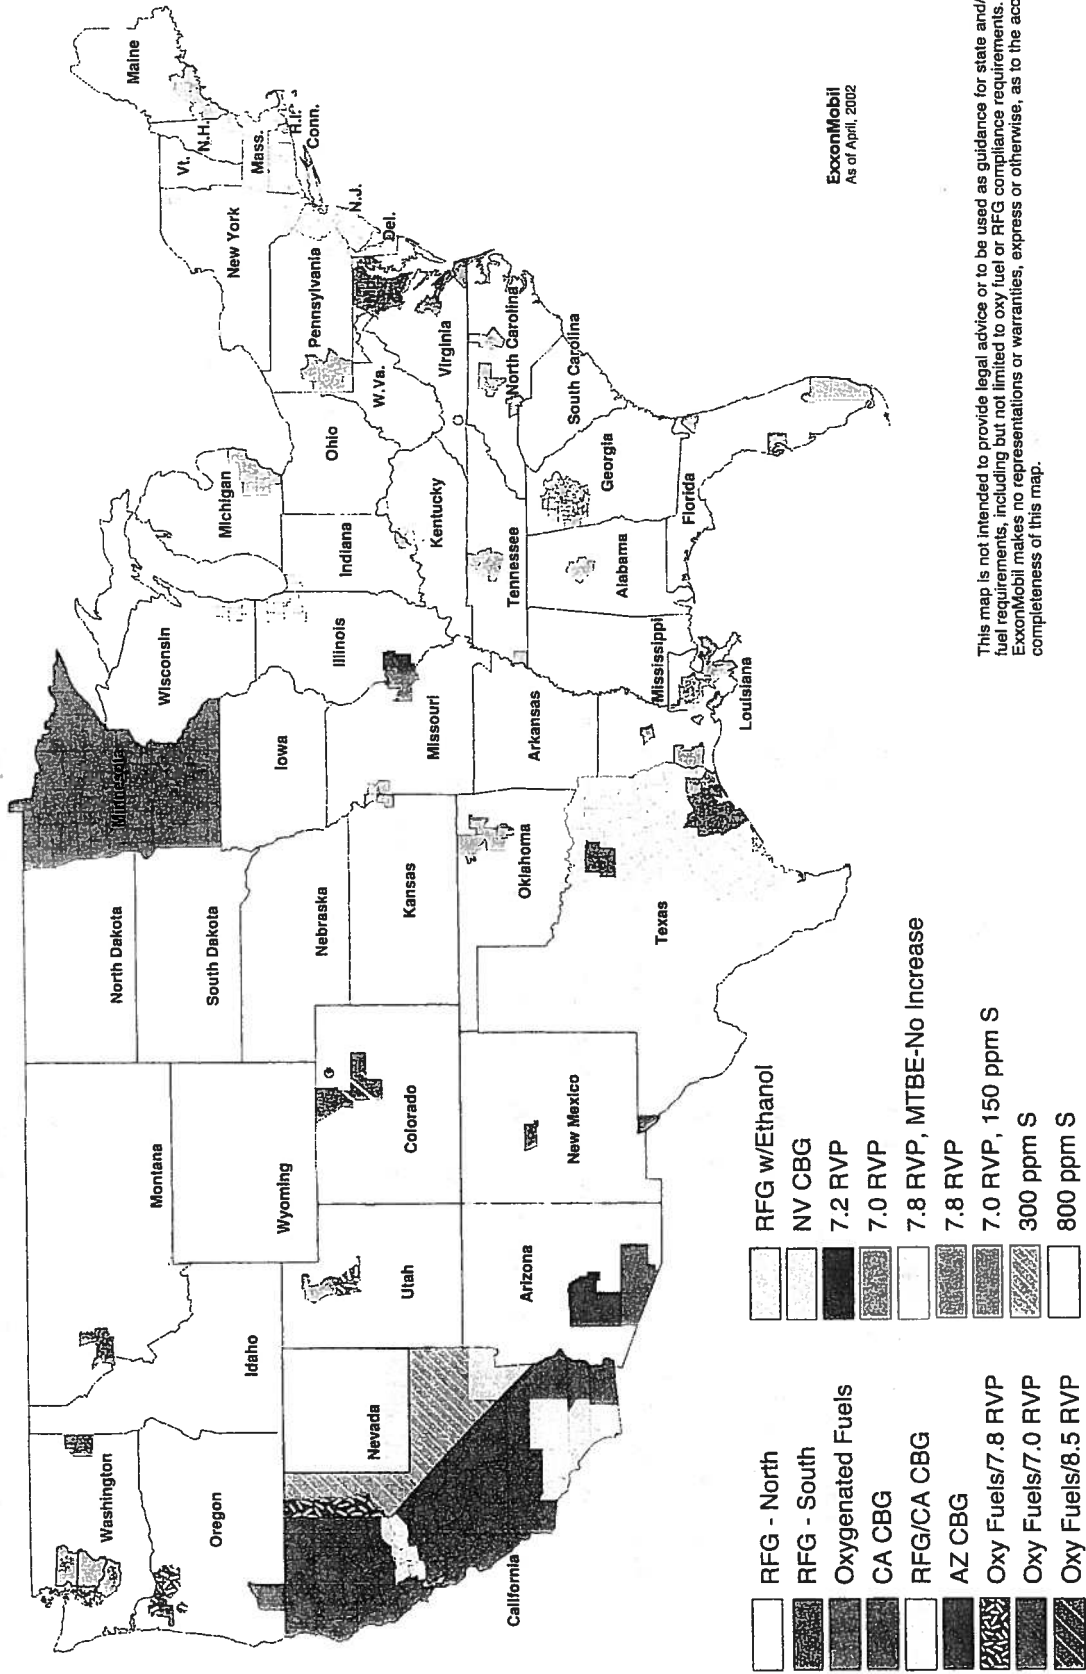 Maine
Vt.
N.H.
Mass.
R.I.
Conn.
New York
N.J.
Del.
Pennsylvania
Md.
W.Va.
Virginia
North Carolina
South Carolina
Ohio
Michigan
Indiana
Kentucky
Tennessee
Georgia
Florida
Alabama
Wisconsin
Illinois
Mississippi
Louisiana
Minnesota
Iowa
Missouri
Arkansas
North Dakota
South Dakota
Nebraska
Kansas
Oklahoma
Texas
Montana
Wyoming
Colorado
New Mexico
Idaho
Utah
Arizona
Washington
Oregon
Nevada
California
ExxonMobil
As of April, 2002
RFG - North
RFG - South
Oxygenated Fuels
CA CBG
RFG/CA CBG
AZ CBG
Oxy Fuels/7.8 RVP
Oxy Fuels/7.0 RVP
Oxy Fuels/8.5 RVP
RFG w/Ethanol
NV CBG
7.2 RVP
7.0 RVP
7.8 RVP, MTBE-No Increase
7.8 RVP
7.0 RVP, 150 ppm S
300 ppm S
800 ppm S
This map is not intended to provide legal advice or to be used as guidance for state and/
fuel requirements, including but not limited to oxy fuel or RFG compliance requirements.
ExxonMobil makes no representations or warranties, express or otherwise, as to the acc
completeness of this map.